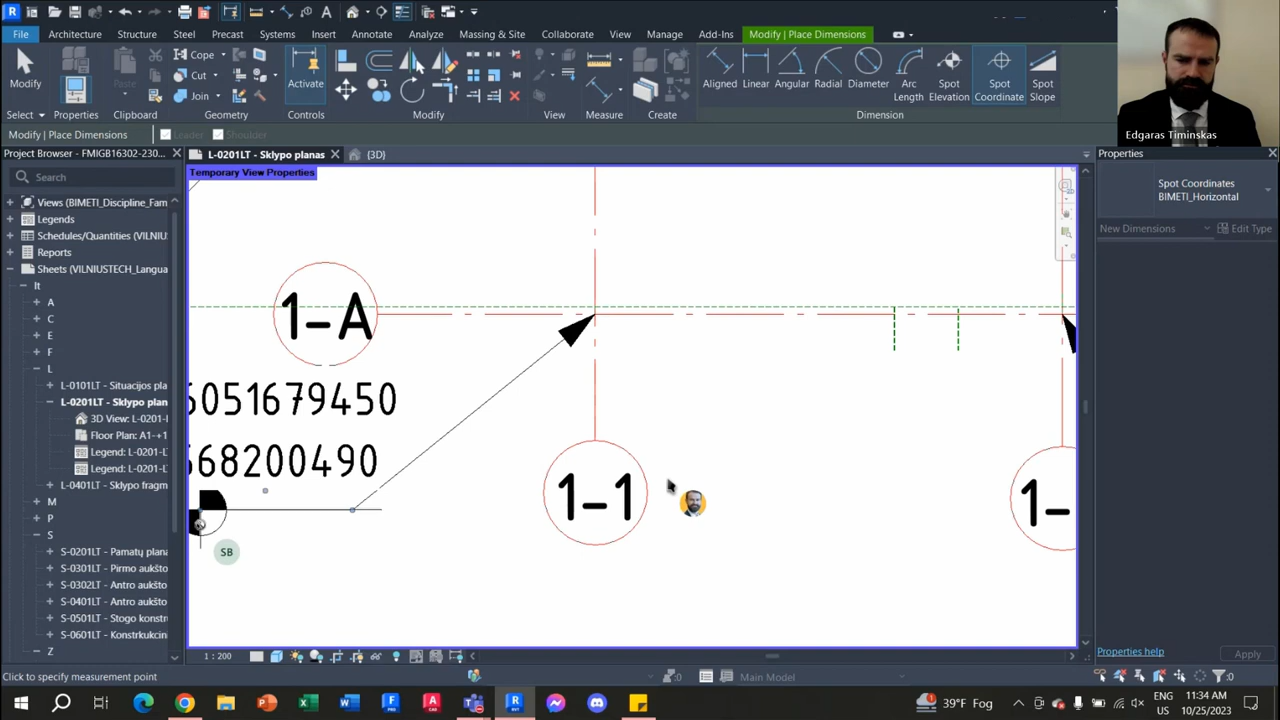 File Architecture Structure Steel Precast Systems Insert Annotate Analyze Massing & Site Collaborate View Manage Add-Ins Modify | Place Dimensions
Modify Paste Cope Cut Join Activate Aligned Linear Angular Radial Diameter Arc Length Spot Elevation Spot Coordinate Spot Slope
Select Properties Clipboard Geometry Controls Modify View Measure Create Dimension
Edgaras Timinskas
Modify | Place Dimensions Leader Shoulder
Project Browser - FMIGB16302-230...
L-0201LT - Sklypo planas {3D}
Properties
Search
Temporary View Properties
Spot Coordinates
BIMETI_Horizontal
New Dimensions Edit Type
Views (BIMETI_Discipline_Fam
Legends
Schedules/Quantities (VILNIUS
Reports
Sheets (VILNIUSTECH_Langua
lt
A
C
E
F
L
L-0101LT - Situacijos pla
L-0201LT - Sklypo plan
3D View: L-0201-L
Floor Plan: A1-+1
Legend: L-0201-L
Legend: L-0201-L
L-0401LT - Sklypo fragm
M
P
S
S-0201LT - Pamatų plana
S-0301LT - Pirmo aukšto
S-0302LT - Antro aukšto
S-0401LT - Antro aukšto
S-0501LT - Stogo konstr
S-0601LT - Konstrukcine
Z
1-A
6051679450
568200490
1-1
1-
SB
1 : 200
Properties help
Apply
Click to specify measurement point
:0 Main Model :0
39°F Fog
ENG
US
11:34 AM
10/25/2023